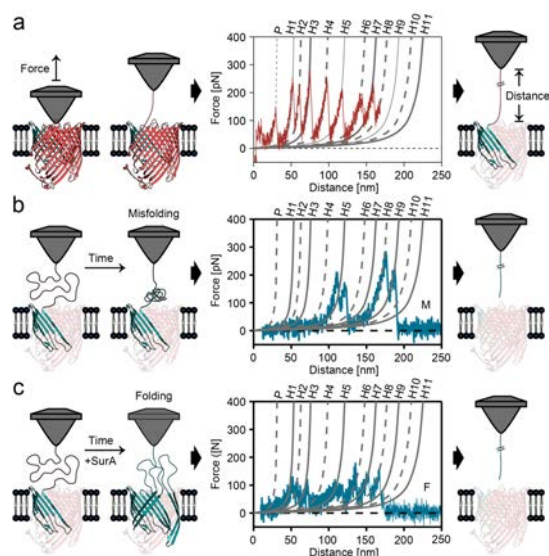 a
Force
Force [pN]
400
300
200
100
0
P H1 H2 H3 H4 H5 H6 H7 H8 H9 H10 H11
0 50 100 150 200 250
Distance [nm]
Distance
b
Time
Misfolding
Force [pN]
400
300
200
100
0
P H1 H2 H3 H4 H5 H6 H7 H8 H9 H10 H11
M
0 50 100 150 200 250
Distance [nm]
c
Time
+SurA
Folding
Force ([N]
400
300
200
100
0
P H1 H2 H3 H4 H5 H6 H7 H8 H9 H10 H11
F
0 50 100 150 200 250
Distance [nm]